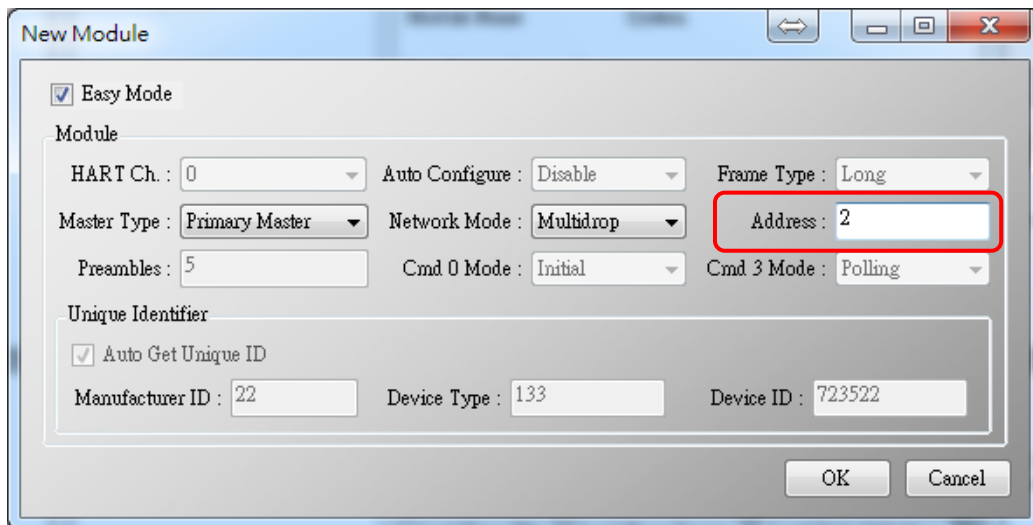 New Module
Easy Mode
Module
HART Ch. : 0 Auto Configure : Disable Frame Type : Long
Master Type : Primary Master Network Mode : Multidrop Address : 2
Preambles : 5 Cmd 0 Mode : Initial Cmd 3 Mode : Polling
Unique Identifier
Auto Get Unique ID
Manufacturer ID : 22 Device Type : 133 Device ID : 723522
OK Cancel